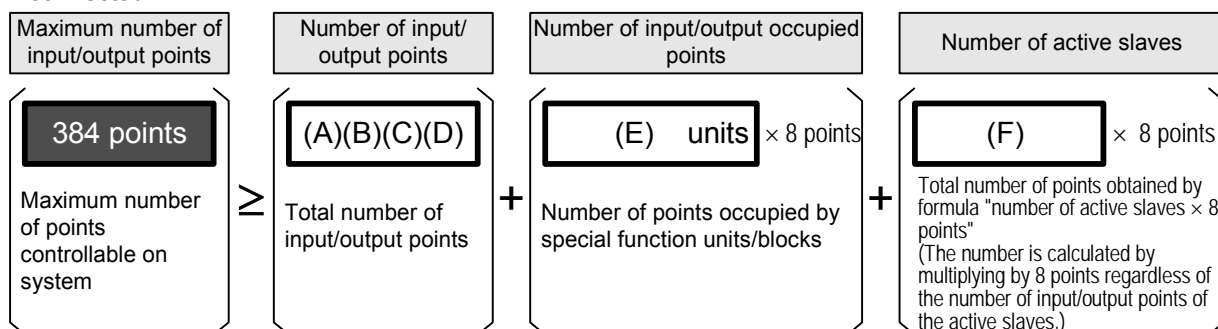 Maximum number of
input/output points
Number of input/
output points
Number of input/output occupied
points
Number of active slaves
384 points
Maximum number
of points
controllable on
system
≥
(A)(B)(C)(D)
Total number of
input/output points
+
(E) units × 8 points
Number of points occupied by
special function units/blocks
+
(F) × 8 points
Total number of points obtained by
formula "number of active slaves × 8
points"
(The number is calculated by
multiplying by 8 points regardless of
the number of input/output points of
the active slaves.)